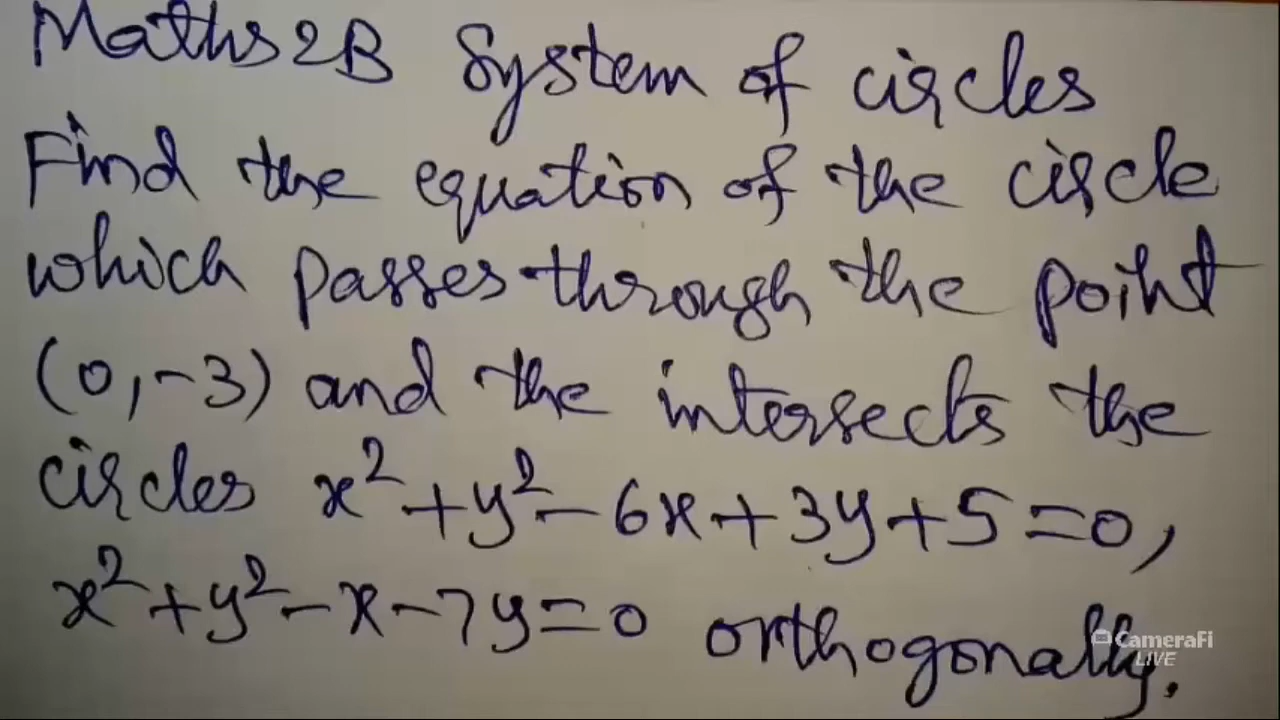 Maths 2B System of circles
Find the equation of the circle
which passes through the point
(0,-3) and the intersects the
circles x²+y²-6x+3y+5=0,
x²+y²-x-7y=0 orthogonally.
CameraFi
LIVE